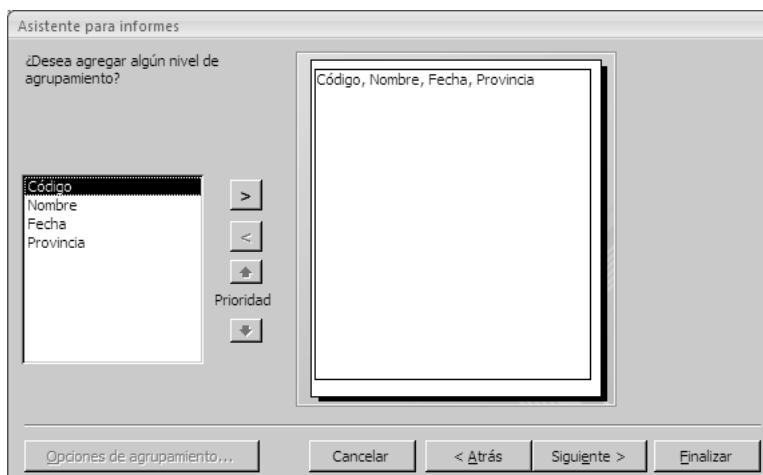 Asistente para informes
¿Desea agregar algún nivel de
agrupamiento?
Código, Nombre, Fecha, Provincia
Código
Nombre
Fecha
Provincia
>
<
Prioridad
Opciones de agrupamiento...
Cancelar
< Atrás
Siguiente >
Finalizar